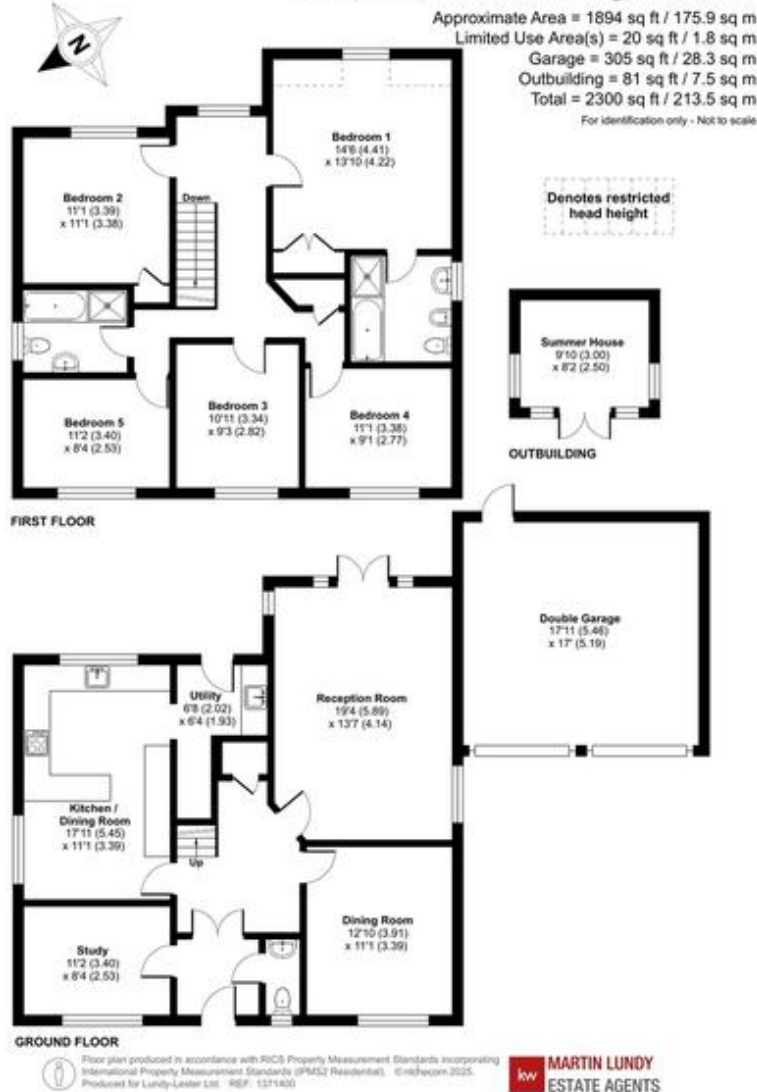 Approximate Area = 1894 sq ft / 175.9 sq m
Limited Use Area(s) = 20 sq ft / 1.8 sq m
Garage = 305 sq ft / 28.3 sq m
Outbuilding = 81 sq ft / 7.5 sq m
Total = 2300 sq ft / 213.5 sq m
For identification only - Not to scale
N
Denotes restricted
head height
Bedroom 1
14'6 (4.41)
x 13'10 (4.22)
Bedroom 2
11'1 (3.39)
x 11'1 (3.38)
Down
Summer House
9'10 (3.00)
x 8'2 (2.50)
OUTBUILDING
Bedroom 5
11'2 (3.40)
x 8'4 (2.53)
Bedroom 3
10'11 (3.34)
x 9'3 (2.82)
Bedroom 4
11'1 (3.38)
x 9'1 (2.77)
FIRST FLOOR
Double Garage
17'11 (5.46)
x 17' (5.19)
Utility
6'8 (2.02)
x 6'4 (1.93)
Reception Room
19'4 (5.89)
x 13'7 (4.14)
Kitchen /
Dining Room
17'11 (5.45)
x 11'1 (3.39)
Up
Dining Room
12'10 (3.91)
x 11'1 (3.39)
Study
11'2 (3.40)
x 8'4 (2.53)
GROUND FLOOR
Floor plan produced in accordance with RICS Property Measurement Standards incorporating
International Property Measurement Standards (IPMS2 Residential). © nichecom 2025.
Produced for Lundy-Lester Ltd. REF: 1371400
kw MARTIN LUNDY
ESTATE AGENTS